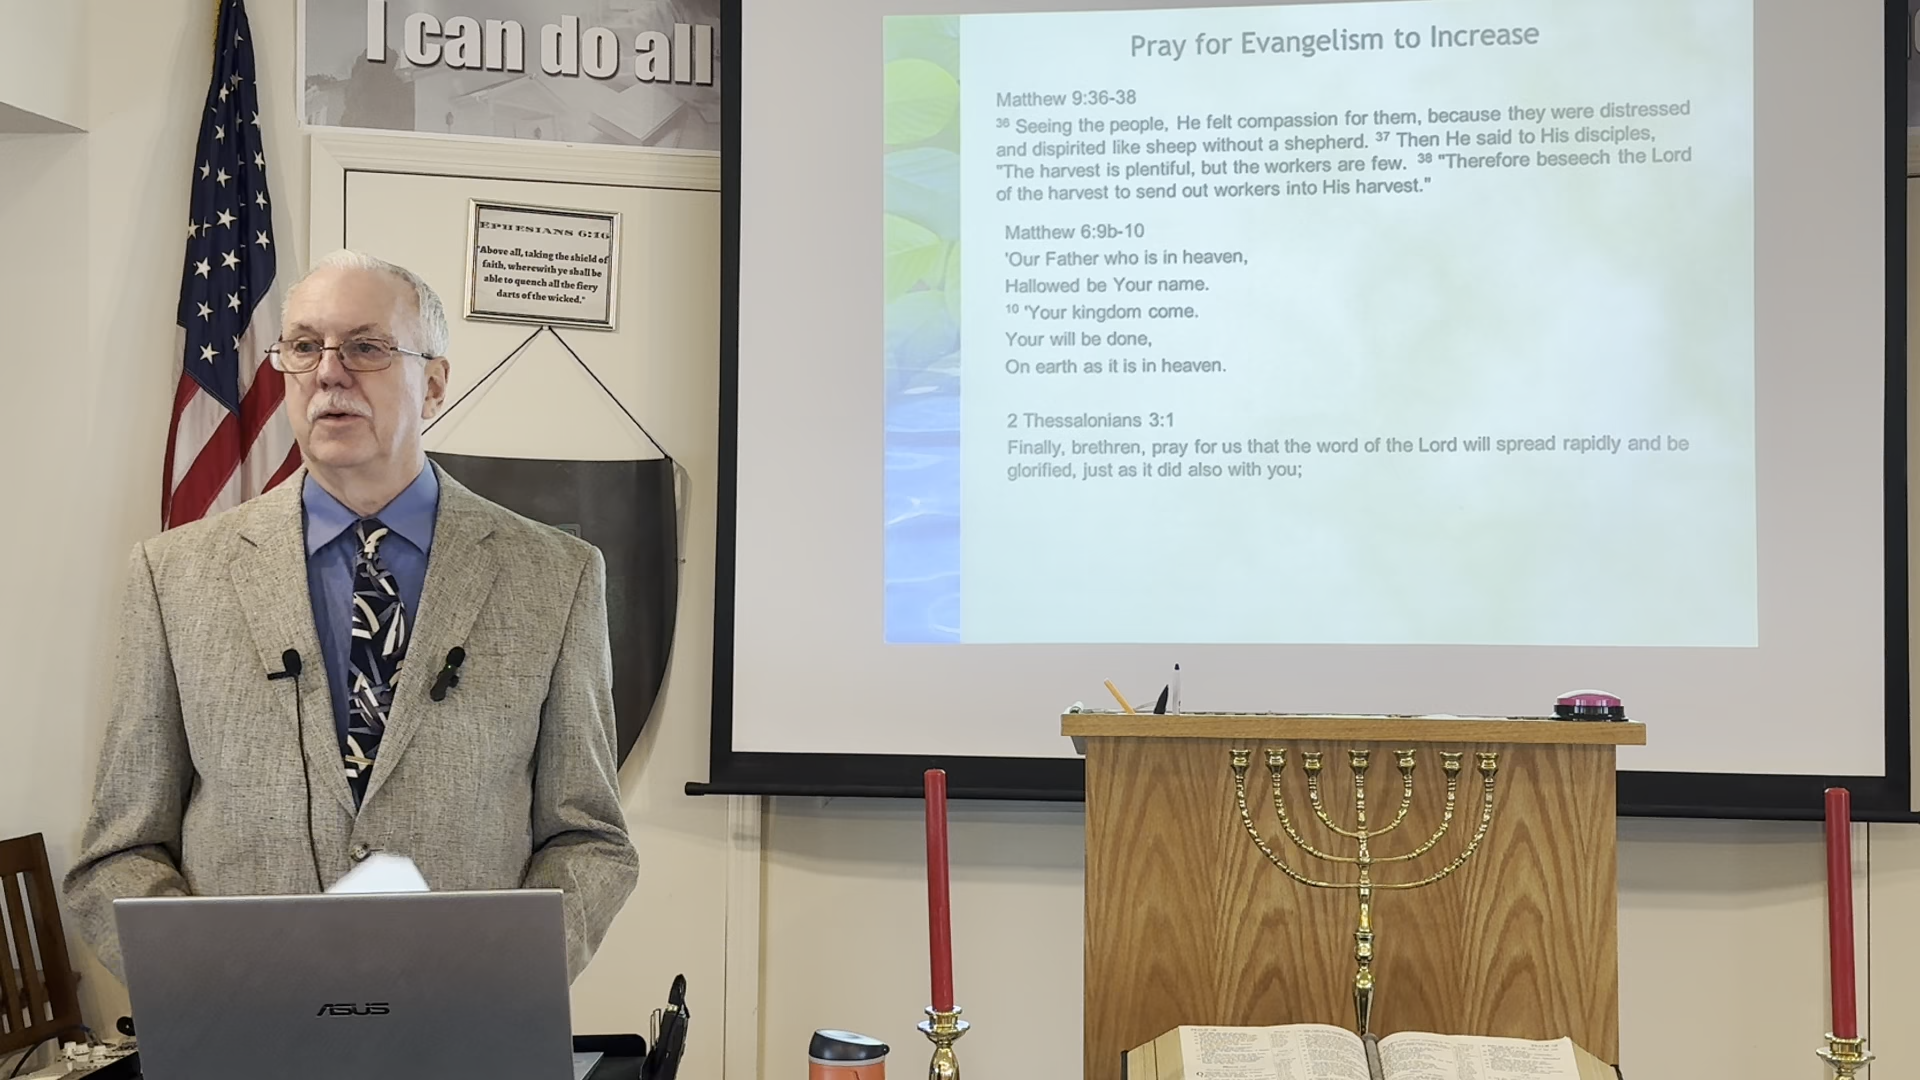 I can do all
Pray for Evangelism to Increase
Matthew 9:36-38
36 Seeing the people, He felt compassion for them, because they were distressed
and dispirited like sheep without a shepherd. 37 Then He said to His disciples,
"The harvest is plentiful, but the workers are few. 38 "Therefore beseech the Lord
of the harvest to send out workers into His harvest."
Matthew 6:9b-10
'Our Father who is in heaven,
Hallowed be Your name.
10 'Your kingdom come.
Your will be done,
On earth as it is in heaven.
2 Thessalonians 3:1
Finally, brethren, pray for us that the word of the Lord will spread rapidly and be
glorified, just as it did also with you;
EPHESIANS 6:16
"Above all, taking the shield of
faith, wherewith ye shall be
able to quench all the fiery
darts of the wicked."
ASUS